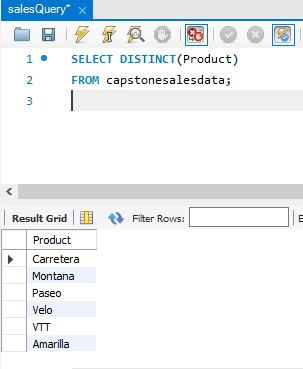 salesQuery*
1 SELECT DISTINCT(Product)
2 FROM capstonesalesdata;
3
Result Grid Filter Rows:
Product
Carretera
Montana
Paseo
Velo
VTT
Amarilla